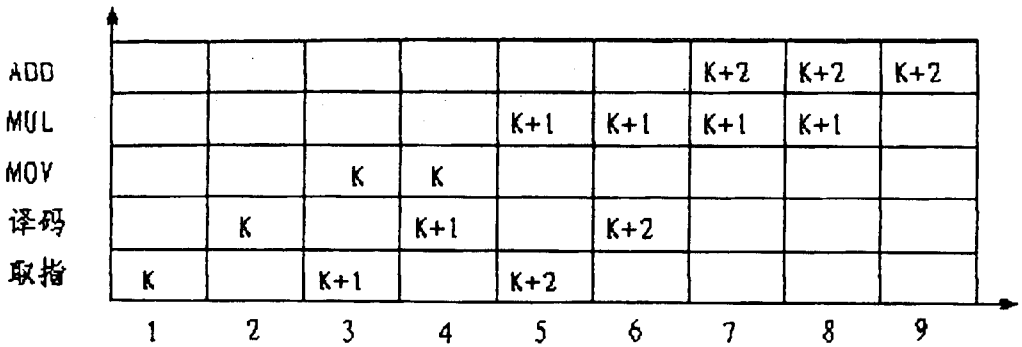 ADD K+2 K+2 K+2
MUL K+1 K+1 K+1 K+1
MOV K K
译码 K K+1 K+2
取指 K K+1 K+2
1 2 3 4 5 6 7 8 9